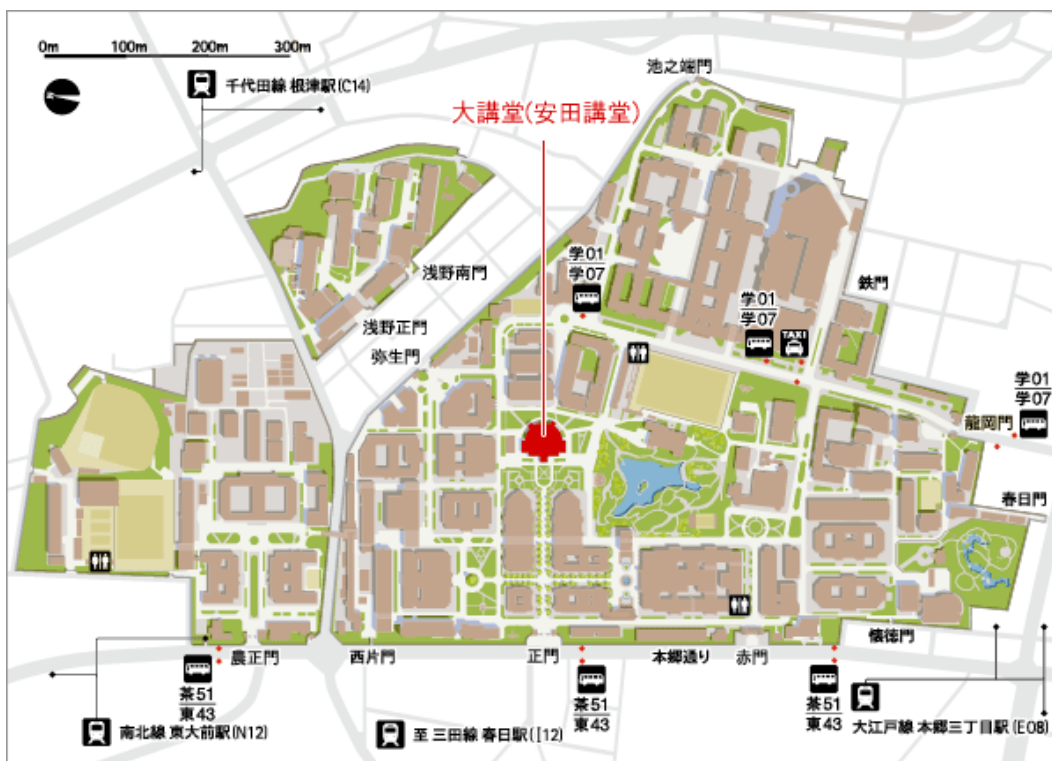 0m 100m 200m 300m
千代田線 根津駅(C14)
池之端門
大講堂(安田講堂)
浅野南門
学01
学07
学01
学07
TAXI
鉄門
浅野正門
弥生門
学01
学07
龍岡門
春日門
懐徳門
農正門
西片門
正門
本郷通り
赤門
茶51
東43
茶51
東43
茶51
東43
南北線 東大前駅(N12)
至 三田線 春日駅(I12)
大江戸線 本郷三丁目駅(E08)